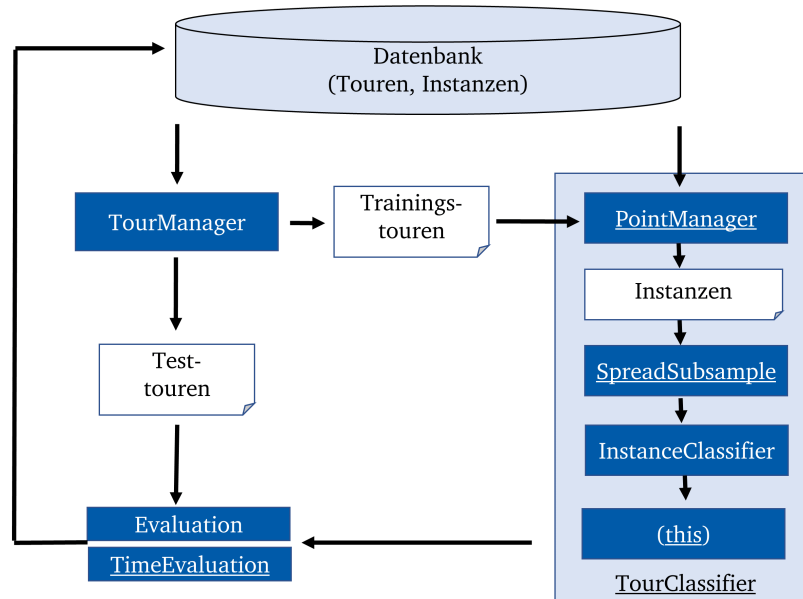 Datenbank
(Touren, Instanzen)
TourManager
Trainings-
touren
PointManager
Instanzen
Test-
touren
SpreadSubsample
InstanceClassifier
Evaluation
TimeEvaluation
(this)
TourClassifier